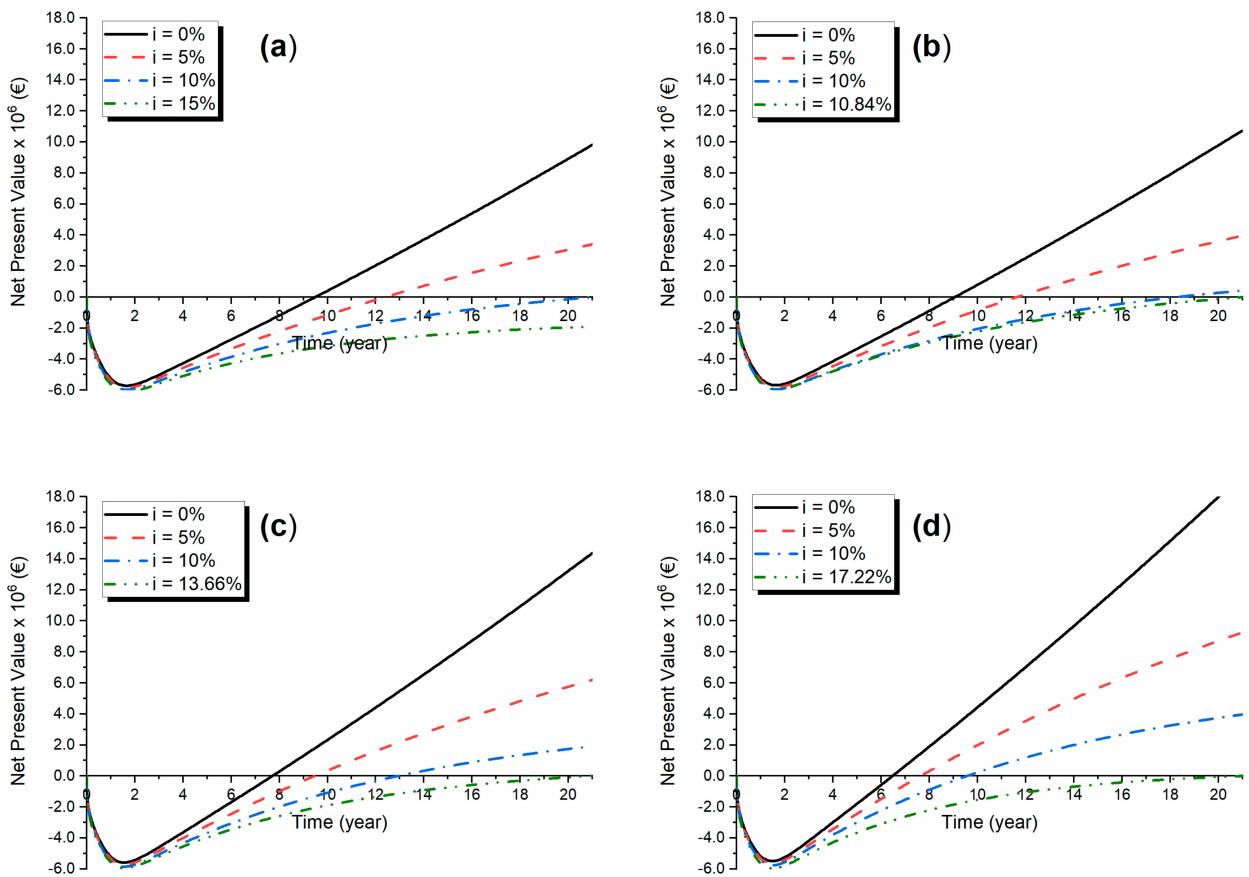 (a)
i = 0%
i = 5%
i = 10%
i = 15%
Net Present Value x 10⁶ (€)
18.0
16.0
14.0
12.0
10.0
8.0
6.0
4.0
2.0
0.0
-2.0
-4.0
-6.0
0 2 4 6 8 10 12 14 16 18 20
Time (year)
(b)
i = 0%
i = 5%
i = 10%
i = 10.84%
Net Present Value x 10⁶ (€)
18.0
16.0
14.0
12.0
10.0
8.0
6.0
4.0
2.0
0.0
-2.0
-4.0
-6.0
0 2 4 6 8 10 12 14 16 18 20
Time (year)
(c)
i = 0%
i = 5%
i = 10%
i = 13.66%
Net Present Value x 10⁶ (€)
18.0
16.0
14.0
12.0
10.0
8.0
6.0
4.0
2.0
0.0
-2.0
-4.0
-6.0
0 2 4 6 8 10 12 14 16 18 20
Time (year)
(d)
i = 0%
i = 5%
i = 10%
i = 17.22%
Net Present Value x 10⁶ (€)
18.0
16.0
14.0
12.0
10.0
8.0
6.0
4.0
2.0
0.0
-2.0
-4.0
-6.0
0 2 4 6 8 10 12 14 16 18 20
Time (year)